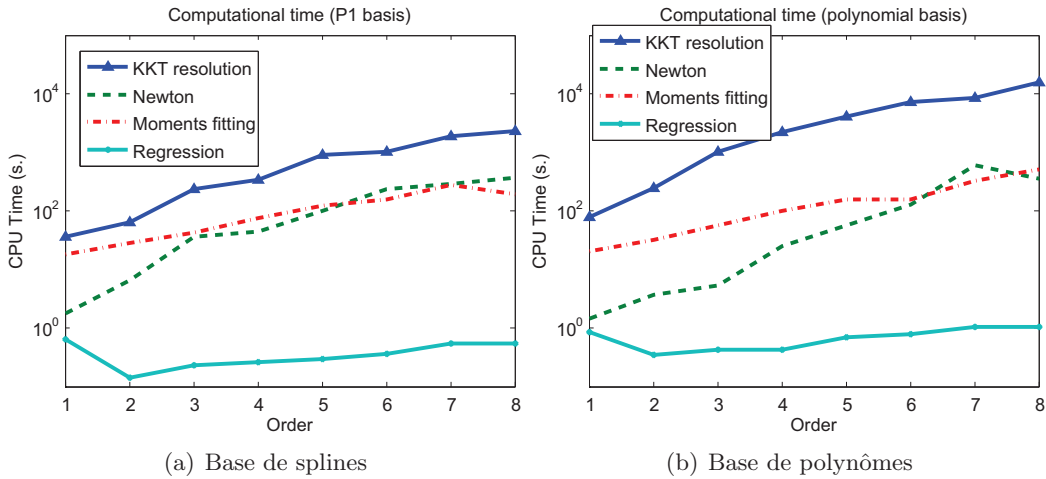 Computational time (P1 basis)
KKT resolution
Newton
Moments fitting
Regression
CPU Time (s.)
10^4
10^2
10^0
1 2 3 4 5 6 7 8
Order
(a) Base de splines
Computational time (polynomial basis)
KKT resolution
Newton
Moments fitting
Regression
CPU Time (s.)
10^4
10^2
10^0
1 2 3 4 5 6 7 8
Order
(b) Base de polynômes